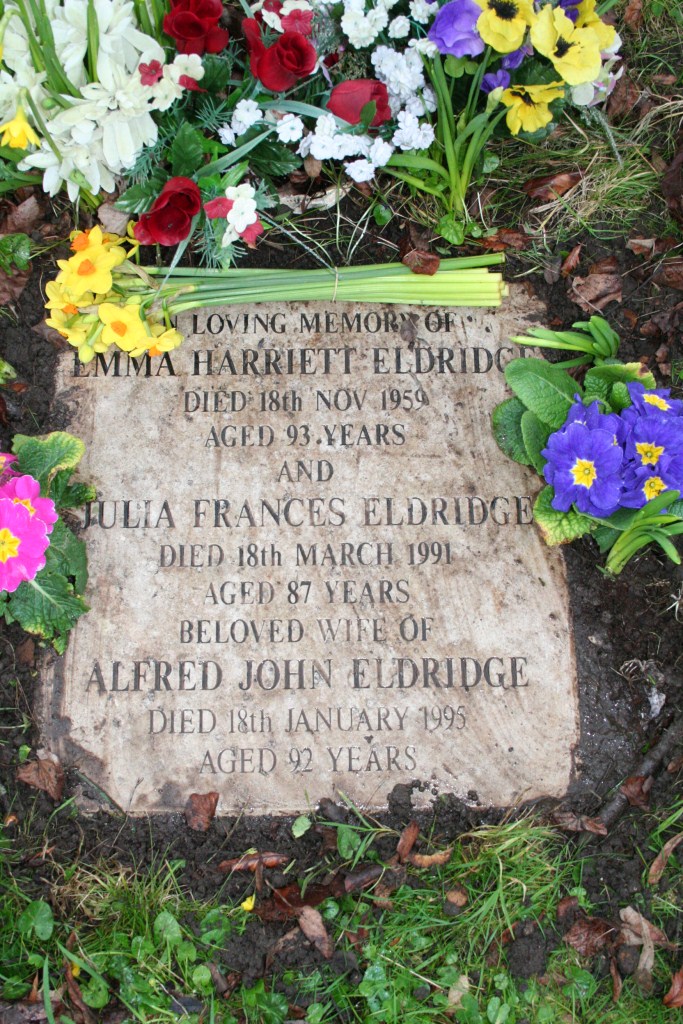 IN LOVING MEMORY OF
EMMA HARRIETT ELDRIDGE
DIED 18th NOV 1959
AGED 93 YEARS
AND
JULIA FRANCES ELDRIDGE
DIED 18th MARCH 1991
AGED 87 YEARS
BELOVED WIFE OF
ALFRED JOHN ELDRIDGE
DIED 18th JANUARY 1995
AGED 92 YEARS